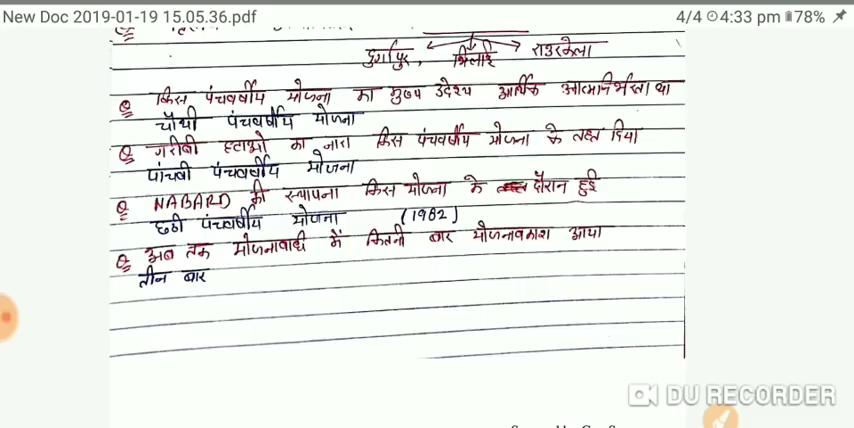 New Doc 2019-01-19 15.05.36.pdf 4/4 4:33 pm 78%
दुर्गापुर, भिलाई राउरकेला
Q किस पंचवर्षीय योजना का मुख्य उद्देश्य आर्थिक आत्मनिर्भरता था
चौथी पंचवर्षीय योजना
Q गरीबी हटाओ का नारा किस पंचवर्षीय योजना के तहत दिया
पांचवी पंचवर्षीय योजना
Q NABARD की स्थापना किस योजना के दौरान हुई
छठी पंचवर्षीय योजना (1982)
Q अब तक योजनावधी में कितनी बार योजनावकाश आया
तीन बार
DU RECORDER